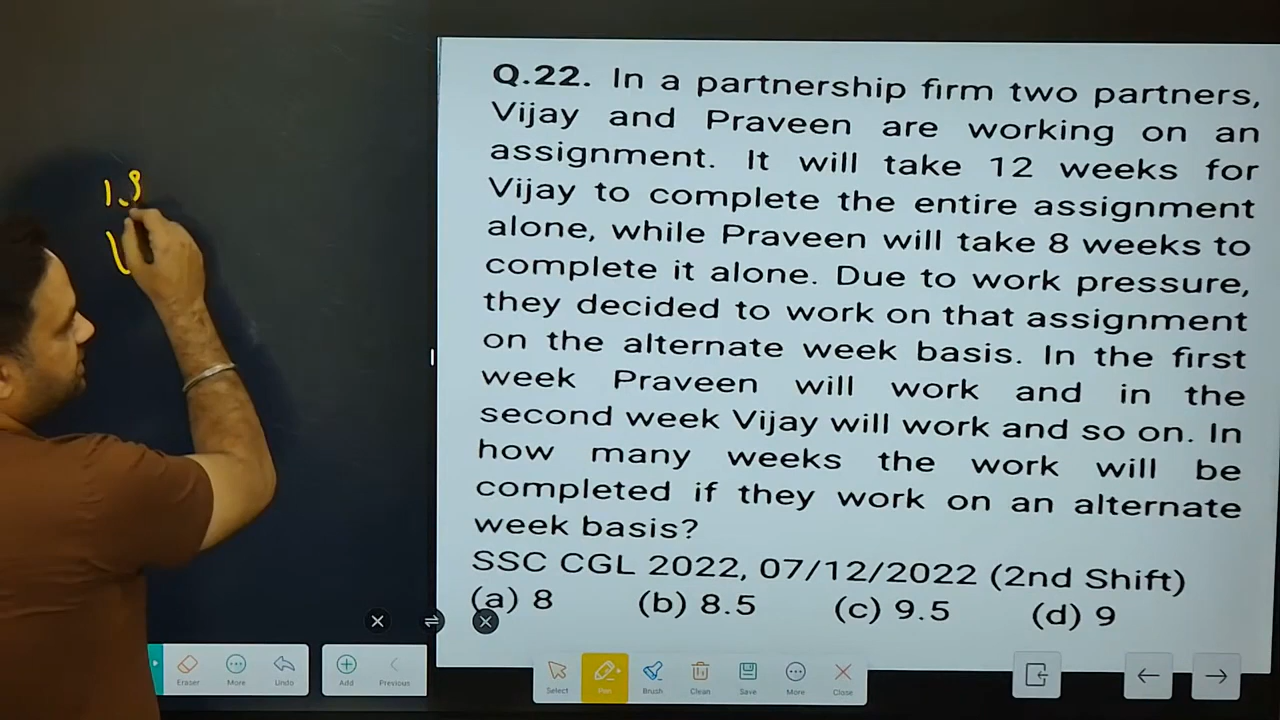 Q.22. In a partnership firm two partners,
Vijay and Praveen are working on an
assignment. It will take 12 weeks for
Vijay to complete the entire assignment
alone, while Praveen will take 8 weeks to
complete it alone. Due to work pressure,
they decided to work on that assignment
on the alternate week basis. In the first
week Praveen will work and in the
second week Vijay will work and so on. In
how many weeks the work will be
completed if they work on an alternate
week basis?
SSC CGL 2022, 07/12/2022 (2nd Shift)
(a) 8 (b) 8.5 (c) 9.5 (d) 9
Eraser More Undo Add Previous Select Pen Brush Clean Save More Close